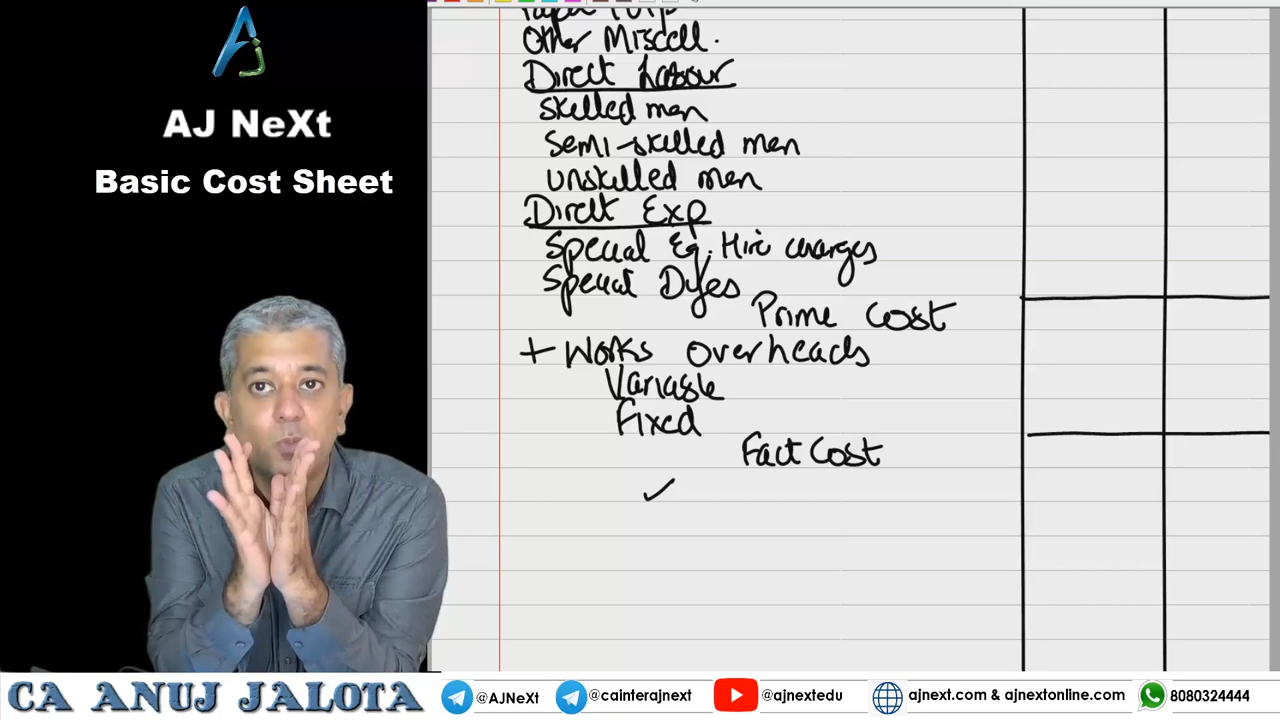 AJ NeXt
Basic Cost Sheet
Other Miscell.
Direct Labour
Skilled men
Semi-skilled men
unskilled men
Direct Exp
Special Eq. Hire charges
Special Dyes
Prime Cost
+ Works overheads
Variable
Fixed
Fact Cost
CA ANUJ JALOTA
@AJNeXt
@cainterajnext
@ajnextedu
ajnext.com & ajnextonline.com
8080324444